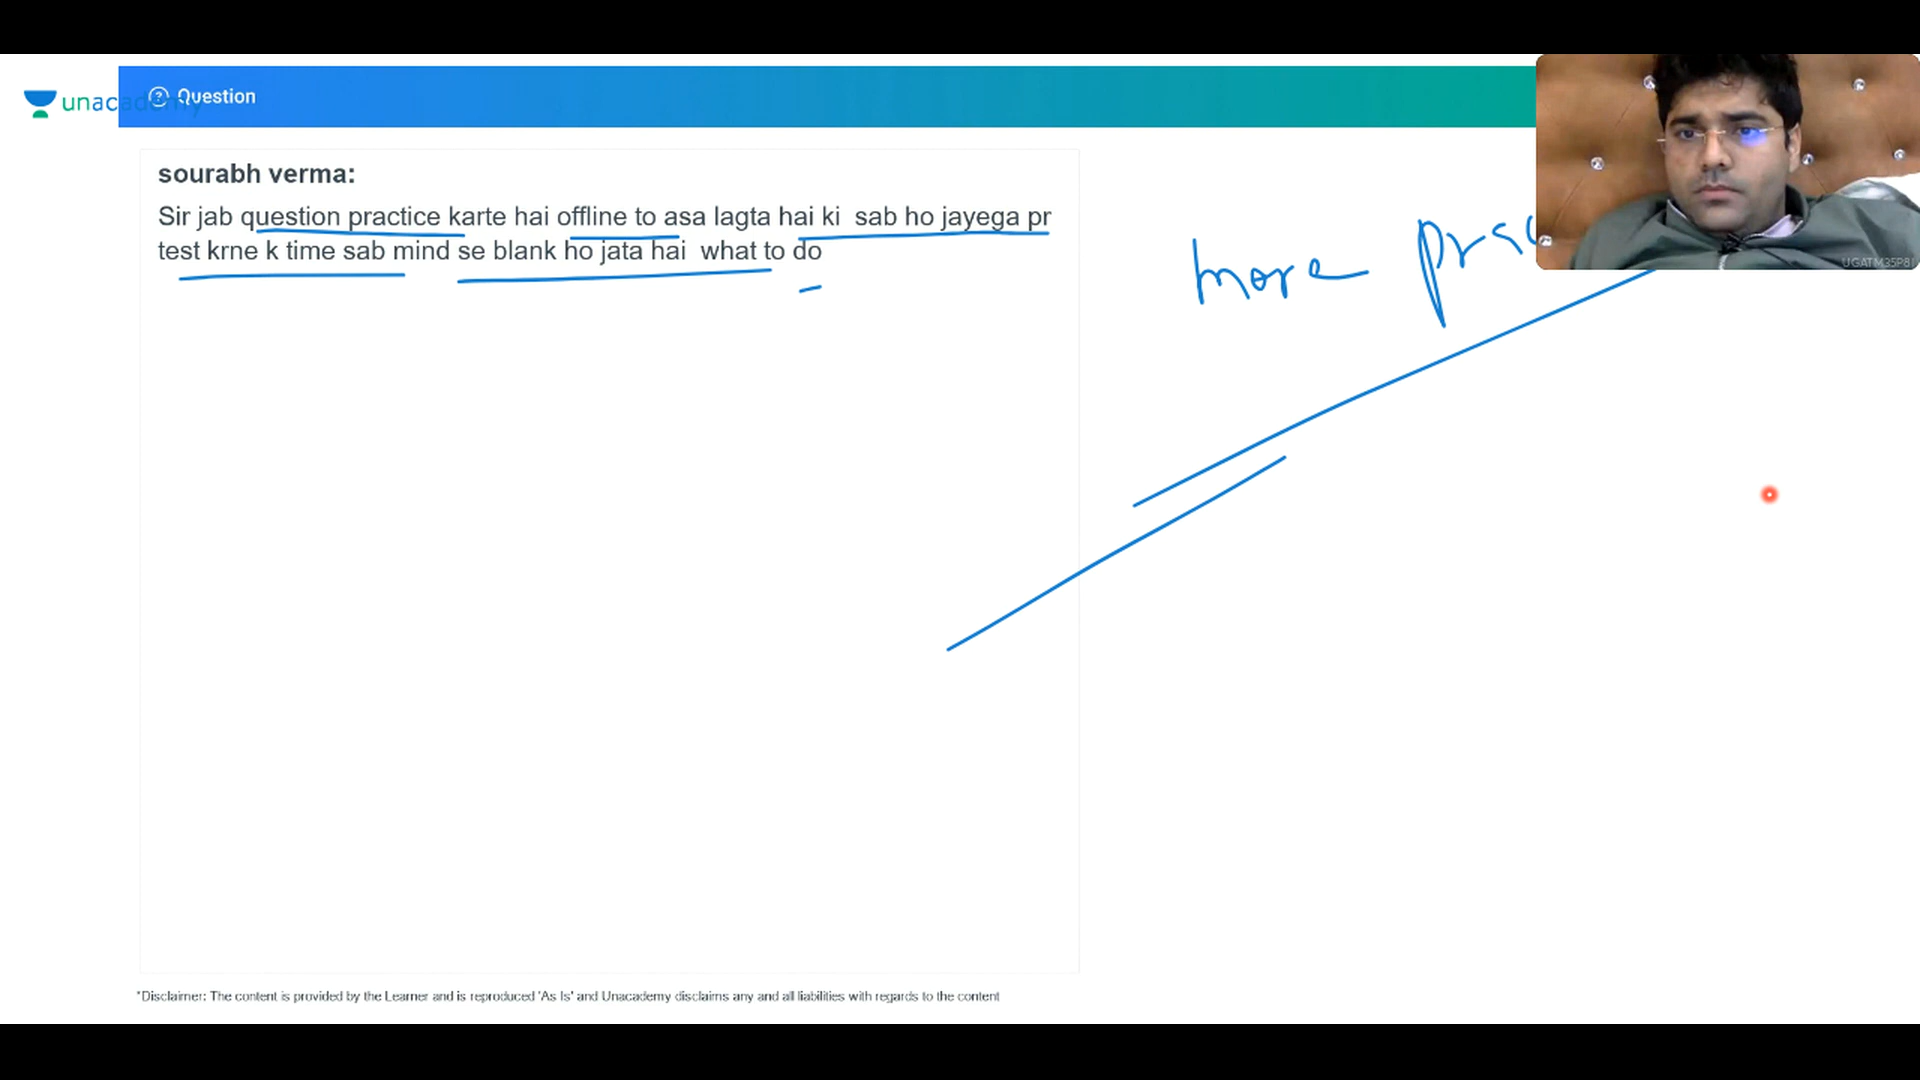 unacademy
Question
sourabh verma:
Sir jab question practice karte hai offline to asa lagta hai ki sab ho jayega pr
test krne k time sab mind se blank ho jata hai what to do
more
UGATM35P8I
*Disclaimer: The content is provided by the Learner and is reproduced 'As Is' and Unacademy disclaims any and all liabilities with regards to the content